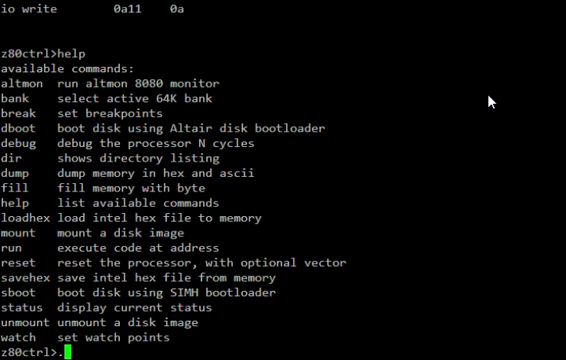 io write        0a11    0a
z80ctrl>help
available commands:
altmon  run altmon 8080 monitor
bank    select active 64K bank
break   set breakpoints
dboot   boot disk using Altair disk bootloader
debug   debug the processor N cycles
dir     shows directory listing
dump    dump memory in hex and ascii
fill    fill memory with byte
help    list available commands
loadhex load intel hex file to memory
mount   mount a disk image
run     execute code at address
reset   reset the processor, with optional vector
savehex save intel hex file from memory
sboot   boot disk using SIMH bootloader
status  display current status
unmount unmount a disk image
watch   set watch points
z80ctrl>.